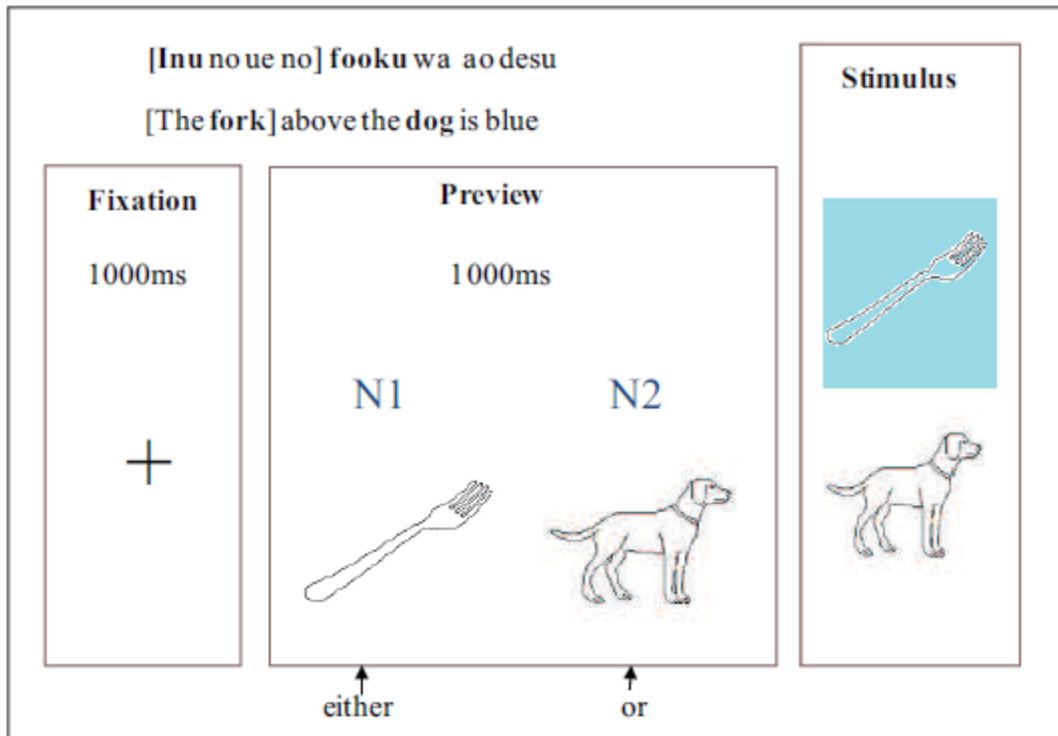 [Inu no ue no] fooku wa ao desu
[The fork] above the dog is blue
Fixation
1000ms
Preview
1000ms
N1 N2
either or
Stimulus